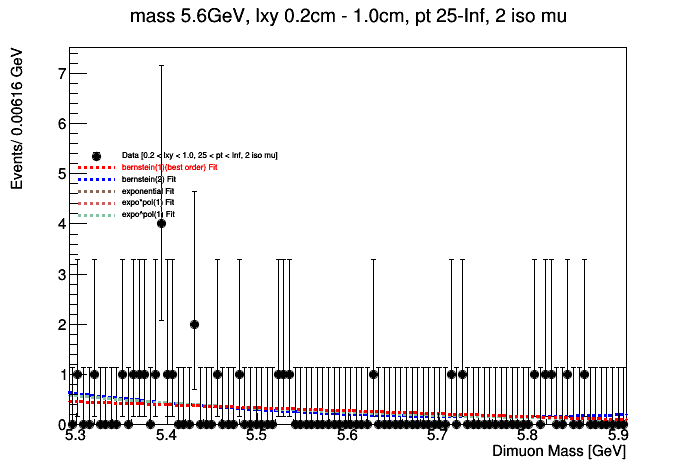 mass 5.6GeV, lxy 0.2cm - 1.0cm, pt 25-Inf, 2 iso mu
Events/ 0.00616 GeV
7
6
5
4
3
2
1
0
Data [0.2 < lxy < 1.0, 25 < pt < Inf, 2 iso mu]
bernstein(1)(best order) Fit
bernstein(2) Fit
exponential Fit
expo*pol(1) Fit
expo^pol(1) Fit
5.3 5.4 5.5 5.6 5.7 5.8 5.9
Dimuon Mass [GeV]